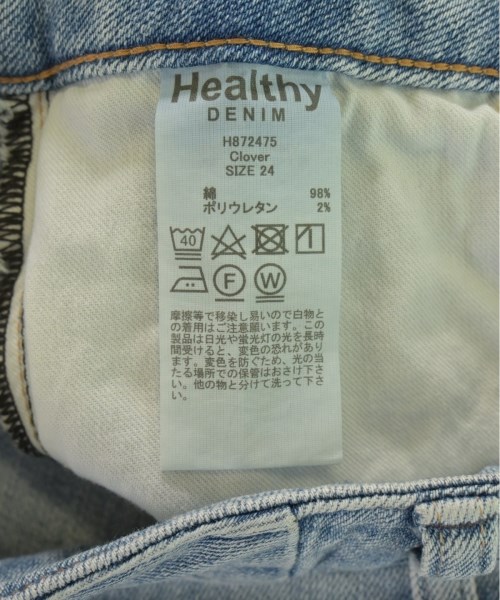 Healthy
DENIM
H872475
Clover
SIZE 24
綿 98%
ポリウレタン 2%
40
F W
摩擦等で移染し易いので白物と
の着用はご注意願います。この
製品は日光や蛍光灯の光を長時
間受けると、変色の恐れがあり
ます。変色を防ぐため、光の当
たる場所での保管はおさけ下さ
い。他の物と分けて洗って下さ
い。